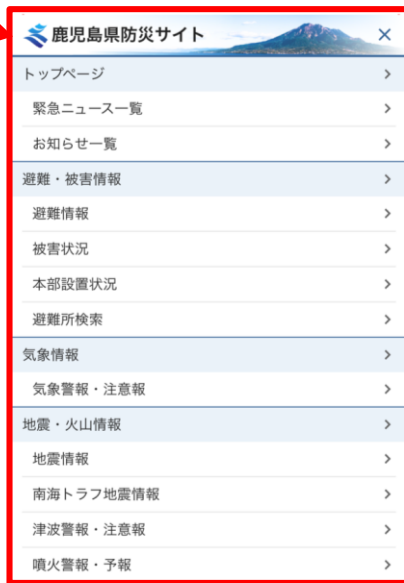 鹿児島県防災サイト
トップページ
緊急ニュース一覧
お知らせ一覧
避難・被害情報
避難情報
被害状況
本部設置状況
避難所検索
気象情報
気象警報・注意報
地震・火山情報
地震情報
南海トラフ地震情報
津波警報・注意報
噴火警報・予報